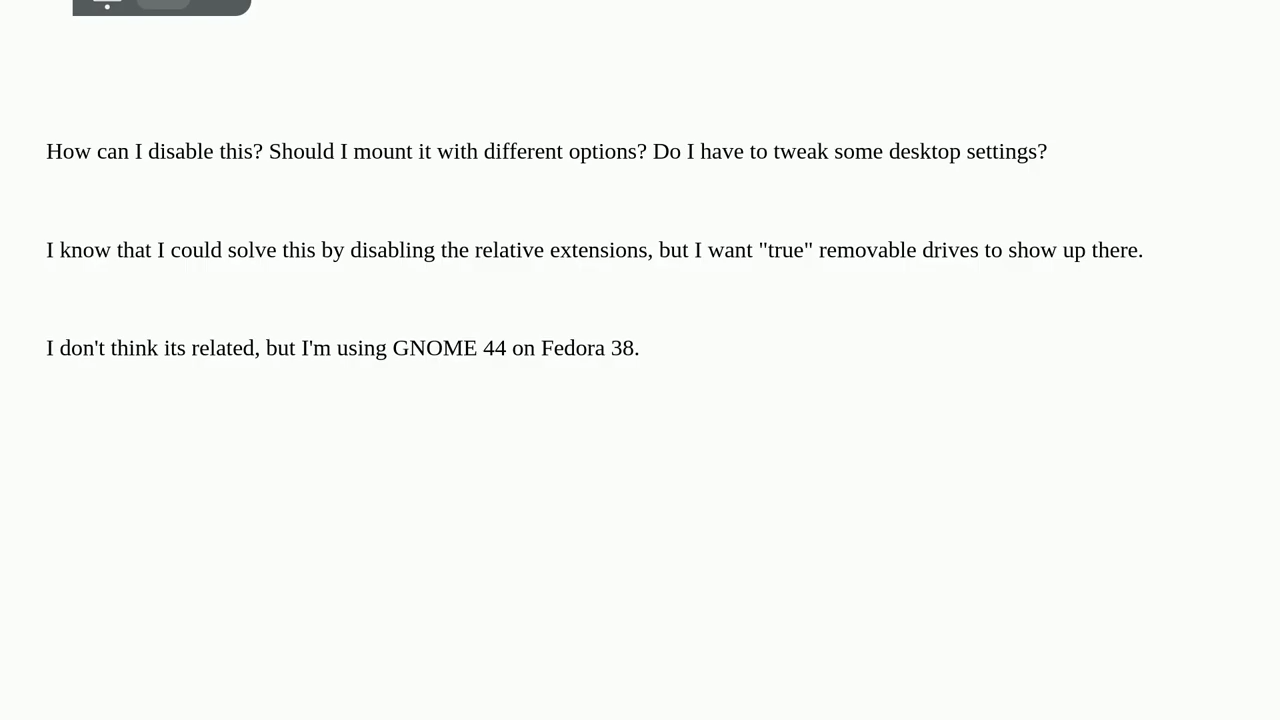 How can I disable this? Should I mount it with different options? Do I have to tweak some desktop settings?
I know that I could solve this by disabling the relative extensions, but I want "true" removable drives to show up there.
I don't think its related, but I'm using GNOME 44 on Fedora 38.